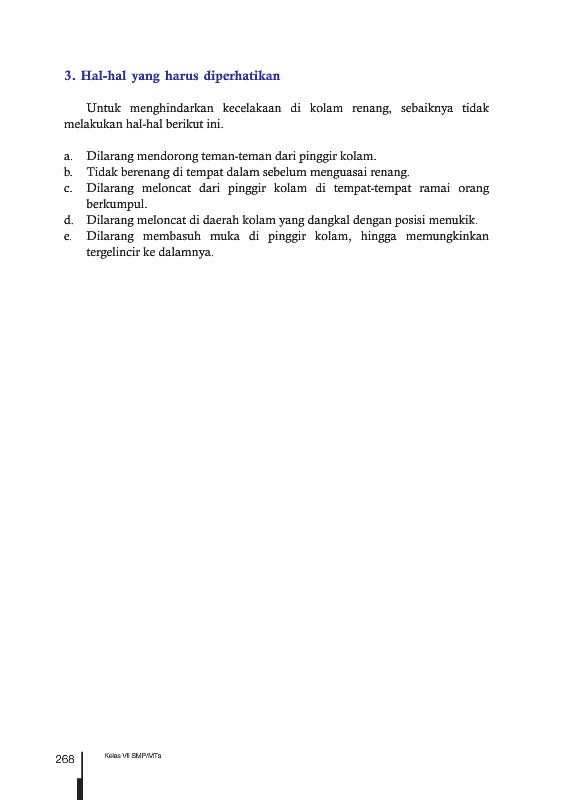 3. Hal-hal yang harus diperhatikan
Untuk menghindarkan kecelakaan di kolam renang, sebaiknya tidak
melakukan hal-hal berikut ini.
a. Dilarang mendorong teman-teman dari pinggir kolam.
b. Tidak berenang di tempat dalam sebelum menguasai renang.
c. Dilarang meloncat dari pinggir kolam di tempat-tempat ramai orang
berkumpul.
d. Dilarang meloncat di daerah kolam yang dangkal dengan posisi menukik.
e. Dilarang membasuh muka di pinggir kolam, hingga memungkinkan
tergelincir ke dalamnya.
268 Kelas VII SMP/MTs